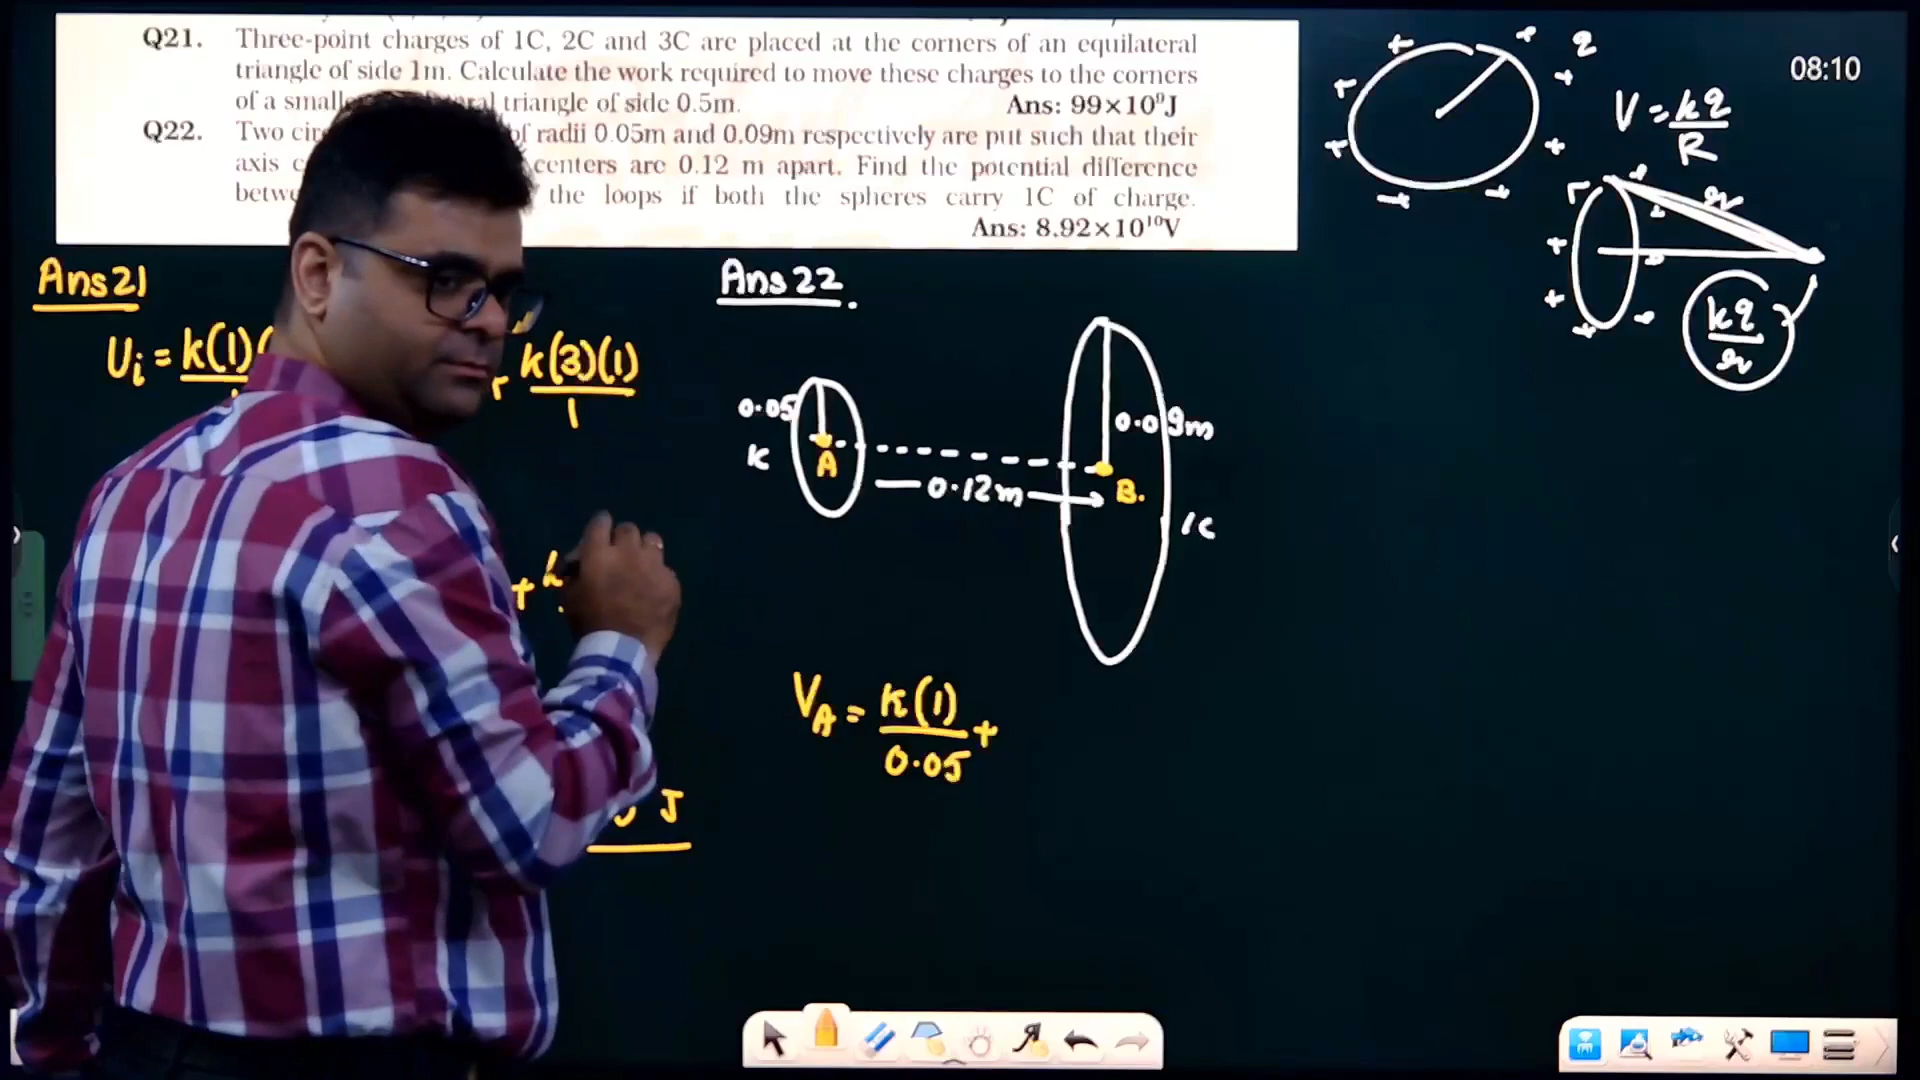 Q21. Three-point charges of 1C, 2C and 3C are placed at the corners of an equilateral
triangle of side 1m. Calculate the work required to move these charges to the corners
of a triangle of side 0.5m. Ans: 99×10⁹J
Q22. Two of radii 0.05m and 0.09m respectively are put such that their
axis centers are 0.12 m apart. Find the potential difference
the loops if both the spheres carry 1C of charge.
Ans: 8.92×10¹⁰V
08:10
q
V = kq/R
kq/r
Ans 21
Uᵢ = k(1)
k(3)(1)/1
+
J
Ans 22.
0.05
A
0.12m
0.09m
B.
1C
V_A = k(1)/0.05 +